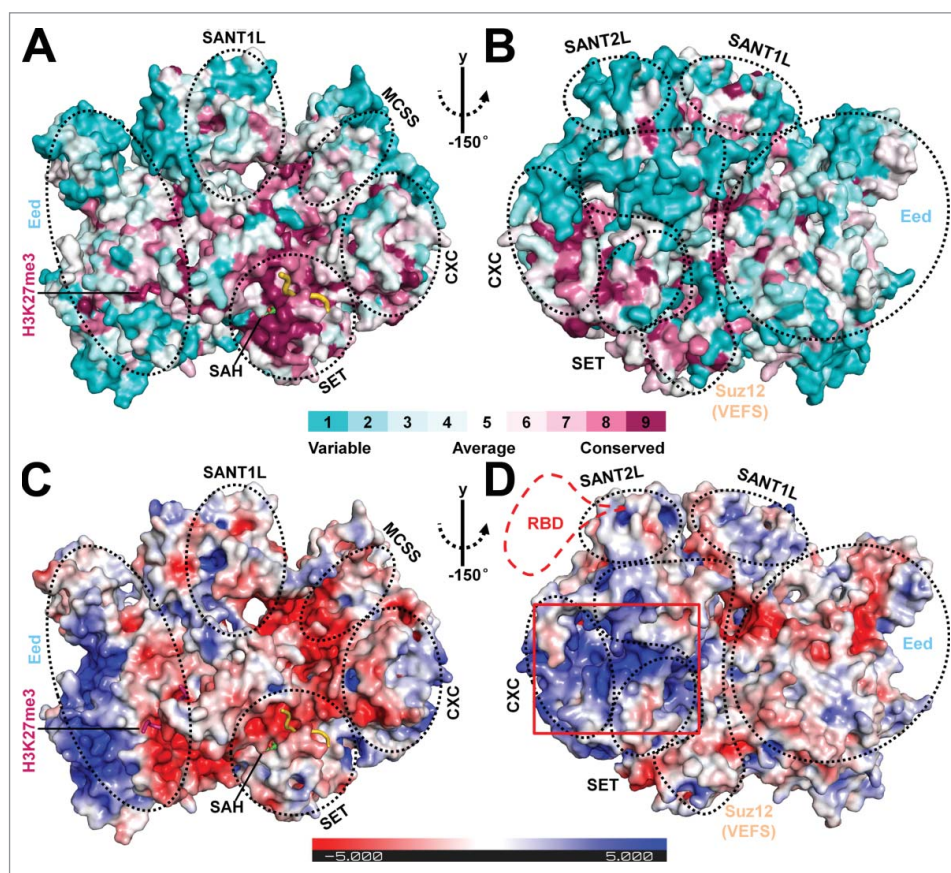 A
SANT1L
MCSS
Eed
H3K27me3
SAH
SET
CXC
y
-150°
B
SANT2L
SANT1L
CXC
Eed
SET
Suz12
(VEFS)
1 2 3 4 5 6 7 8 9
Variable Average Conserved
C
SANT1L
MCSS
Eed
H3K27me3
SAH
SET
CXC
y
-150°
D
SANT2L
SANT1L
RBD
CXC
Eed
SET
Suz12
(VEFS)
-5.000 5.000